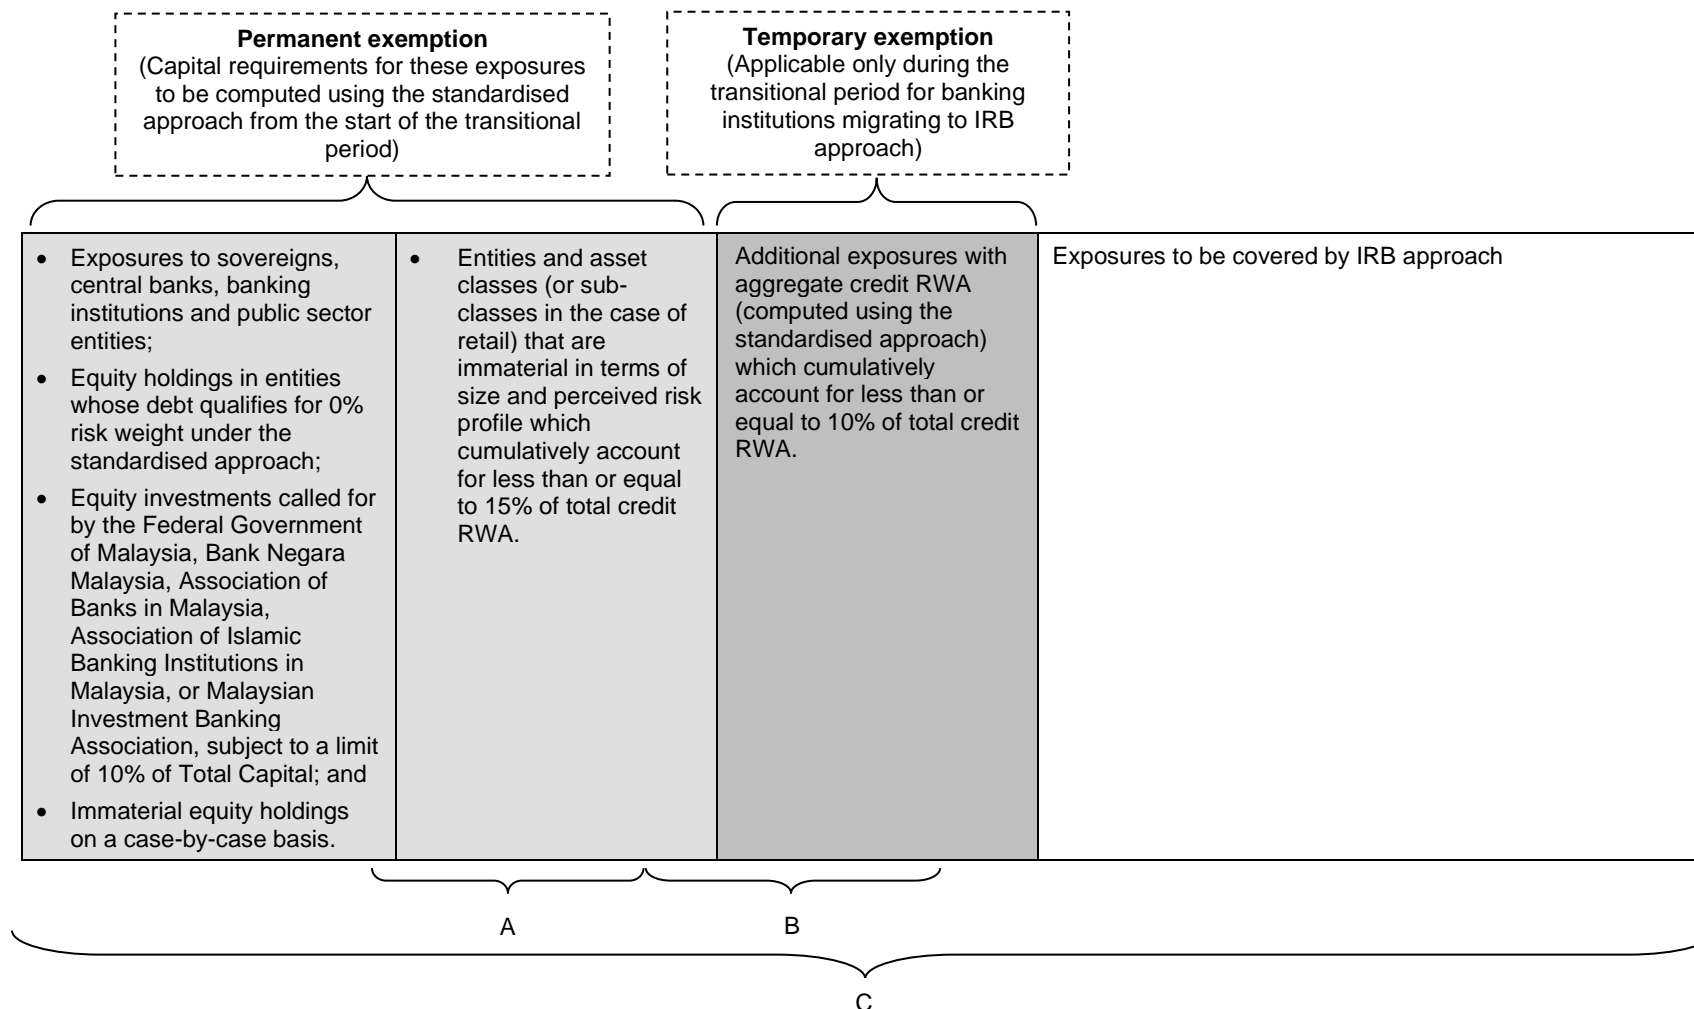 Permanent exemption
(Capital requirements for these exposures
to be computed using the standardised
approach from the start of the transitional
period)
Temporary exemption
(Applicable only during the
transitional period for banking
institutions migrating to IRB
approach)
• Exposures to sovereigns,
central banks, banking
institutions and public sector
entities;
• Equity holdings in entities
whose debt qualifies for 0%
risk weight under the
standardised approach;
• Equity investments called for
by the Federal Government
of Malaysia, Bank Negara
Malaysia, Association of
Banks in Malaysia,
Association of Islamic
Banking Institutions in
Malaysia, or Malaysian
Investment Banking
Association, subject to a limit
of 10% of Total Capital; and
• Immaterial equity holdings
on a case-by-case basis.
• Entities and asset
classes (or sub-
classes in the case of
retail) that are
immaterial in terms of
size and perceived risk
profile which
cumulatively account
for less than or equal
to 15% of total credit
RWA.
Additional exposures with
aggregate credit RWA
(computed using the
standardised approach)
which cumulatively
account for less than or
equal to 10% of total credit
RWA.
Exposures to be covered by IRB approach
A
B
C